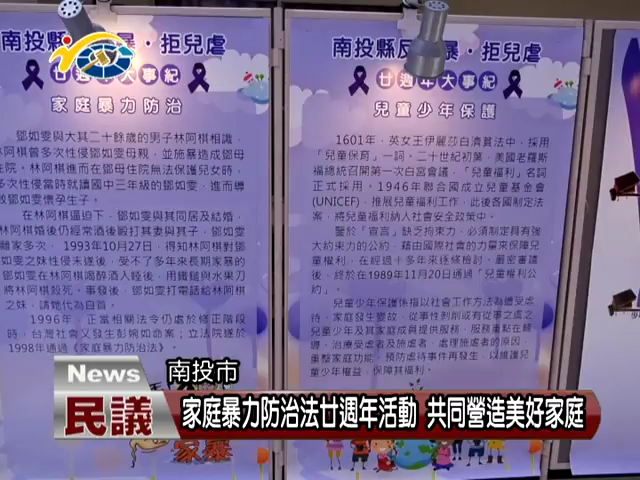 南投縣反 暴・拒兒虐
廿週年大事紀
家庭暴力防治
鄧如雯與大其二十餘歲的男子林阿棋相識,
林阿棋曾多次性侵鄧如雯母親,並施暴造成鄧母
住院。林阿棋進而在鄧母住院無法保護兒女時,
多次性侵當時就讀國中三年級的鄧如雯,進而導
致鄧如雯懷孕生子。
在林阿棋逼迫下,鄧如雯與其同居及結婚,
林阿棋婚後仍經常酒後毆打其妻與其子,鄧如雯
離家多次,1993年10月27日,得知林阿棋對鄧
如雯之妹性侵未遂後,受不了多年來長期家暴的
鄧如雯在林阿棋喝醉酒入睡後,用鐵鎚與水果刀
將林阿棋殺死。事發後,鄧如雯打電話給林阿棋
之妹,請她代為自首。
1996年,正當相關法令仍處於修正階段
時,台灣社會又發生彭婉如命案;立法院遂於
1998年通過《家庭暴力防治法》。
南投縣反 暴・拒兒虐
廿週年大事紀
兒童少年保護
1601年,英女王伊麗莎白濟貧法中,採用
「兒童保育」一詞,二十世紀初葉,美國老羅斯
福總統召開第一次白宮會議,「兒童福利」名詞
正式採用。1946年聯合國成立兒童基金會
(UNICEF),推展兒童福利工作,此後各國制定法
案,將兒童福利納入社會安全政策中。
鑒於「宣言」缺乏拘束力,必須制定具有強
大約束力的公約,藉由國際社會的力量來保障兒
童權利,在經過十多年來逐條檢討、嚴密審議
後,終於在1989年11月20日通過「兒童權利公
約」。
兒童少年保護係指以社會工作方法為遭受虐
待,家庭發生變故,從事性剝削或有從事之虞之
兒童少年及其家庭成員提供服務,服務重點在輔
導、治療受虐者及施虐者,處理施虐者的原因,
重整家庭功能,預防虐待事件再發生,以維護兒
童少年權益,保障其福利。
News
南投市
民議
家庭暴力防治法廿週年活動 共同營造美好家庭
家暴